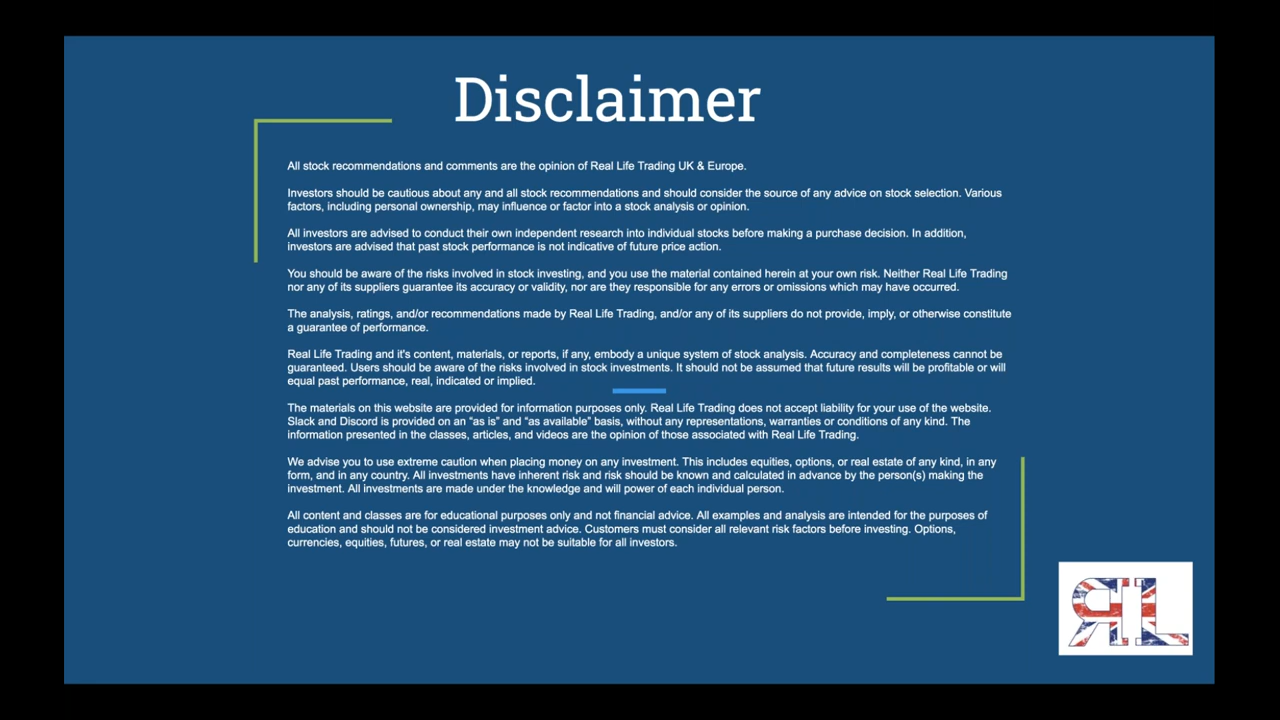 Disclaimer
All stock recommendations and comments are the opinion of Real Life Trading UK & Europe.
Investors should be cautious about any and all stock recommendations and should consider the source of any advice on stock selection. Various
factors, including personal ownership, may influence or factor into a stock analysis or opinion.
All investors are advised to conduct their own independent research into individual stocks before making a purchase decision. In addition,
investors are advised that past stock performance is not indicative of future price action.
You should be aware of the risks involved in stock investing, and you use the material contained herein at your own risk. Neither Real Life Trading
nor any of its suppliers guarantee its accuracy or validity, nor are they responsible for any errors or omissions which may have occurred.
The analysis, ratings, and/or recommendations made by Real Life Trading, and/or any of its suppliers do not provide, imply, or otherwise constitute
a guarantee of performance.
Real Life Trading and it's content, materials, or reports, if any, embody a unique system of stock analysis. Accuracy and completeness cannot be
guaranteed. Users should be aware of the risks involved in stock investments. It should not be assumed that future results will be profitable or will
equal past performance, real, indicated or implied.
The materials on this website are provided for information purposes only. Real Life Trading does not accept liability for your use of the website.
Slack and Discord is provided on an “as is” and “as available” basis, without any representations, warranties or conditions of any kind. The
information presented in the classes, articles, and videos are the opinion of those associated with Real Life Trading.
We advise you to use extreme caution when placing money on any investment. This includes equities, options, or real estate of any kind, in any
form, and in any country. All investments have inherent risk and risk should be known and calculated in advance by the person(s) making the
investment. All investments are made under the knowledge and will power of each individual person.
All content and classes are for educational purposes only and not financial advice. All examples and analysis are intended for the purposes of
education and should not be considered investment advice. Customers must consider all relevant risk factors before investing. Options,
currencies, equities, futures, or real estate may not be suitable for all investors.
RL